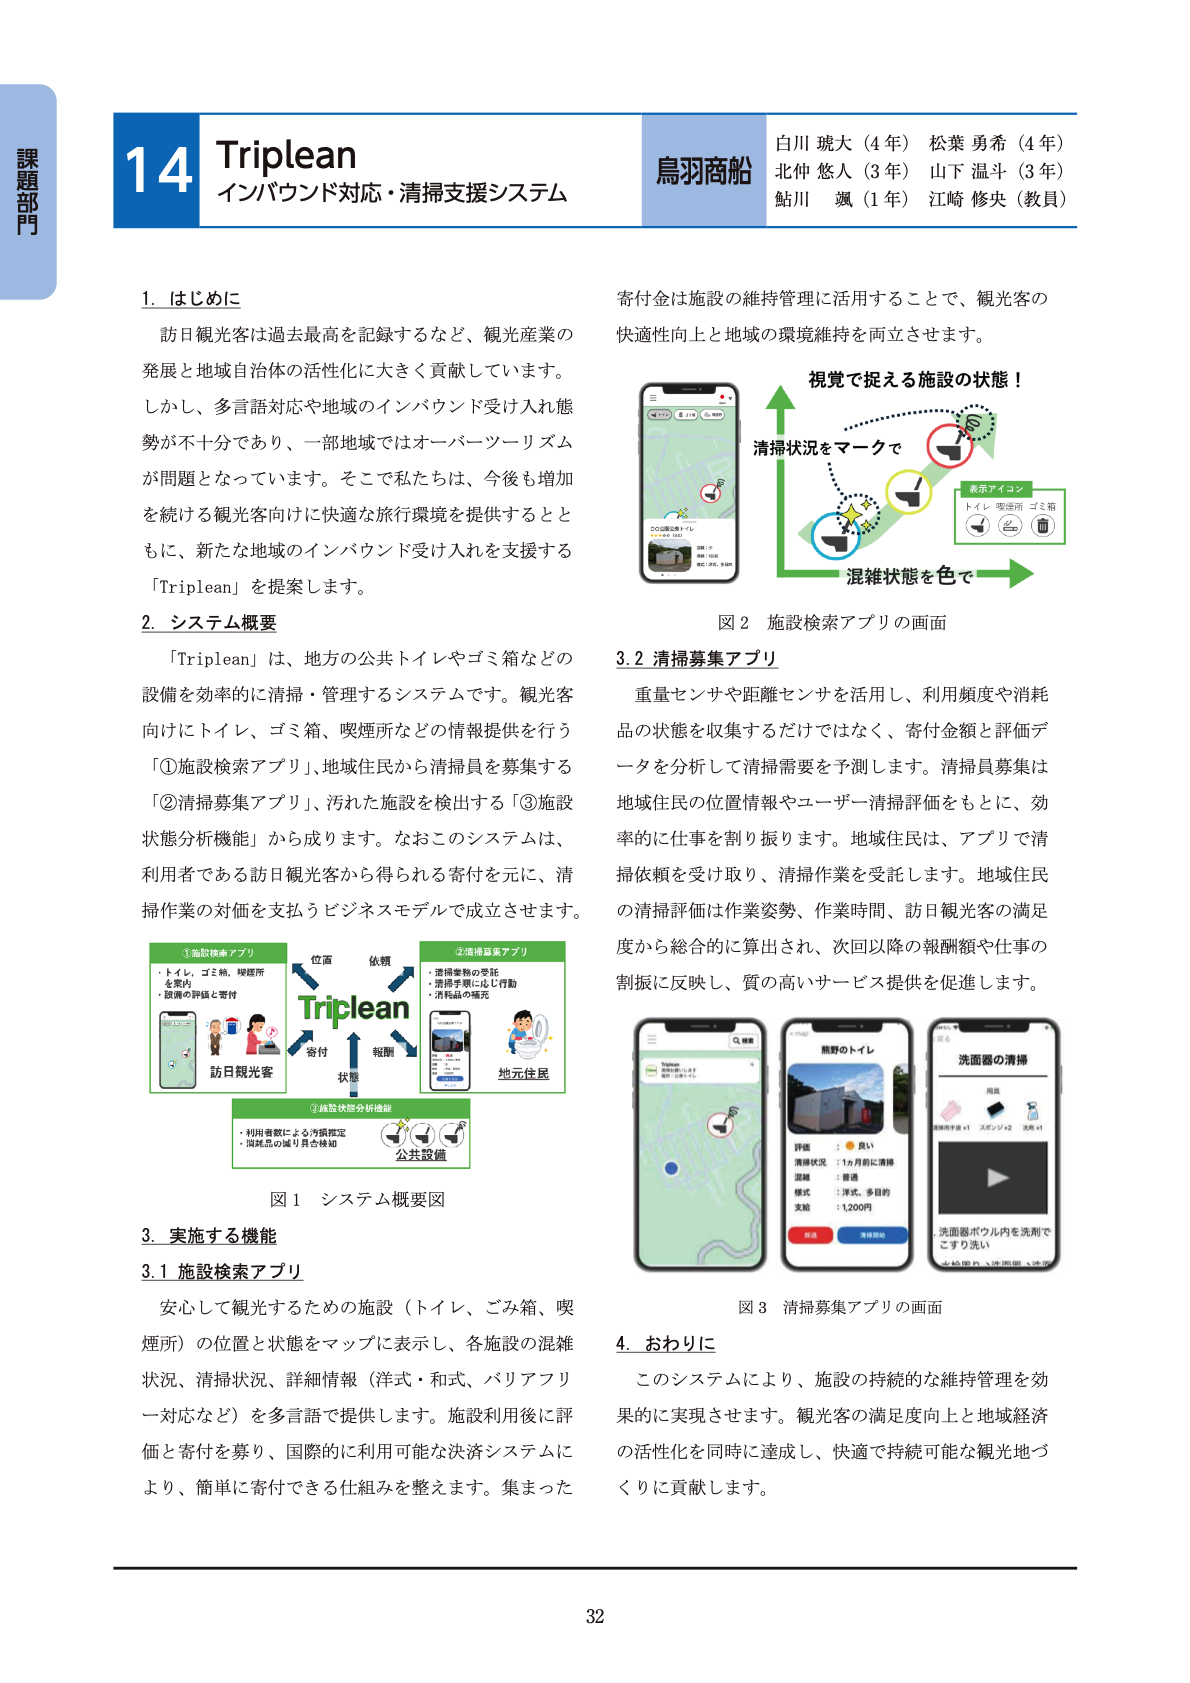 課題部門
14
Triplean
インバウンド対応・清掃支援システム
鳥羽商船
白川 琥大（4年） 松葉 勇希（4年）
北仲 悠人（3年） 山下 温斗（3年）
鮎川 颯（1年） 江崎 修央（教員）
1. はじめに
訪日観光客は過去最高を記録するなど、観光産業の
発展と地域自治体の活性化に大きく貢献しています。
しかし、多言語対応や地域のインバウンド受け入れ態
勢が不十分であり、一部地域ではオーバーツーリズム
が問題となっています。そこで私たちは、今後も増加
を続ける観光客向けに快適な旅行環境を提供するとと
もに、新たな地域のインバウンド受け入れを支援する
「Triplean」を提案します。
2. システム概要
「Triplean」は、地方の公共トイレやゴミ箱などの
設備を効率的に清掃・管理するシステムです。観光客
向けにトイレ、ゴミ箱、喫煙所などの情報提供を行う
「①施設検索アプリ」、地域住民から清掃員を募集する
「②清掃募集アプリ」、汚れた施設を検出する「③施設
状態分析機能」から成ります。なおこのシステムは、
利用者である訪日観光客から得られる寄付を元に、清
掃作業の対価を支払うビジネスモデルで成立させます。
①施設検索アプリ
・トイレ，ゴミ箱，喫煙所
を案内
・設備の評価と寄付
訪日観光客
位置
依頼
Triplean
寄付
報酬
状態
②清掃募集アプリ
・清掃業務の受託
・清掃手順に応じ行動
・消耗品の補充
地元住民
③施設状態分析機能
・利用者数による汚損推定
・消耗品の減り具合検知
公共設備
図1 システム概要図
3. 実施する機能
3.1 施設検索アプリ
安心して観光するための施設（トイレ、ごみ箱、喫
煙所）の位置と状態をマップに表示し、各施設の混雑
状況、清掃状況、詳細情報（洋式・和式、バリアフリ
ー対応など）を多言語で提供します。施設利用後に評
価と寄付を募り、国際的に利用可能な決済システムに
より、簡単に寄付できる仕組みを整えます。集まった
寄付金は施設の維持管理に活用することで、観光客の
快適性向上と地域の環境維持を両立させます。
視覚で捉える施設の状態！
清掃状況をマークで
表示アイコン
トイレ 喫煙所 ゴミ箱
混雑状態を色で
〇〇公園公衆トイレ
図2 施設検索アプリの画面
3.2 清掃募集アプリ
重量センサや距離センサを活用し、利用頻度や消耗
品の状態を収集するだけではなく、寄付金額と評価デ
ータを分析して清掃需要を予測します。清掃員募集は
地域住民の位置情報やユーザー清掃評価をもとに、効
率的に仕事を割り振ります。地域住民は、アプリで清
掃依頼を受け取り、清掃作業を受託します。地域住民
の清掃評価は作業姿勢、作業時間、訪日観光客の満足
度から総合的に算出され、次回以降の報酬額や仕事の
割振に反映し、質の高いサービス提供を促進します。
検索
Triplean
<map
熊野のトイレ
評価 : 良い
清掃状況 : 1ヵ月前に清掃
混雑 : 普通
様式 : 洋式、多目的
支給 : 1,200円
辞退
清掃開始
戻る
洗面器の清掃
用具
清掃用手袋×1 スポンジ×2 洗剤×1
洗面器ボウル内を洗剤で
こすり洗い
図3 清掃募集アプリの画面
4. おわりに
このシステムにより、施設の持続的な維持管理を効
果的に実現させます。観光客の満足度向上と地域経済
の活性化を同時に達成し、快適で持続可能な観光地づ
くりに貢献します。
32